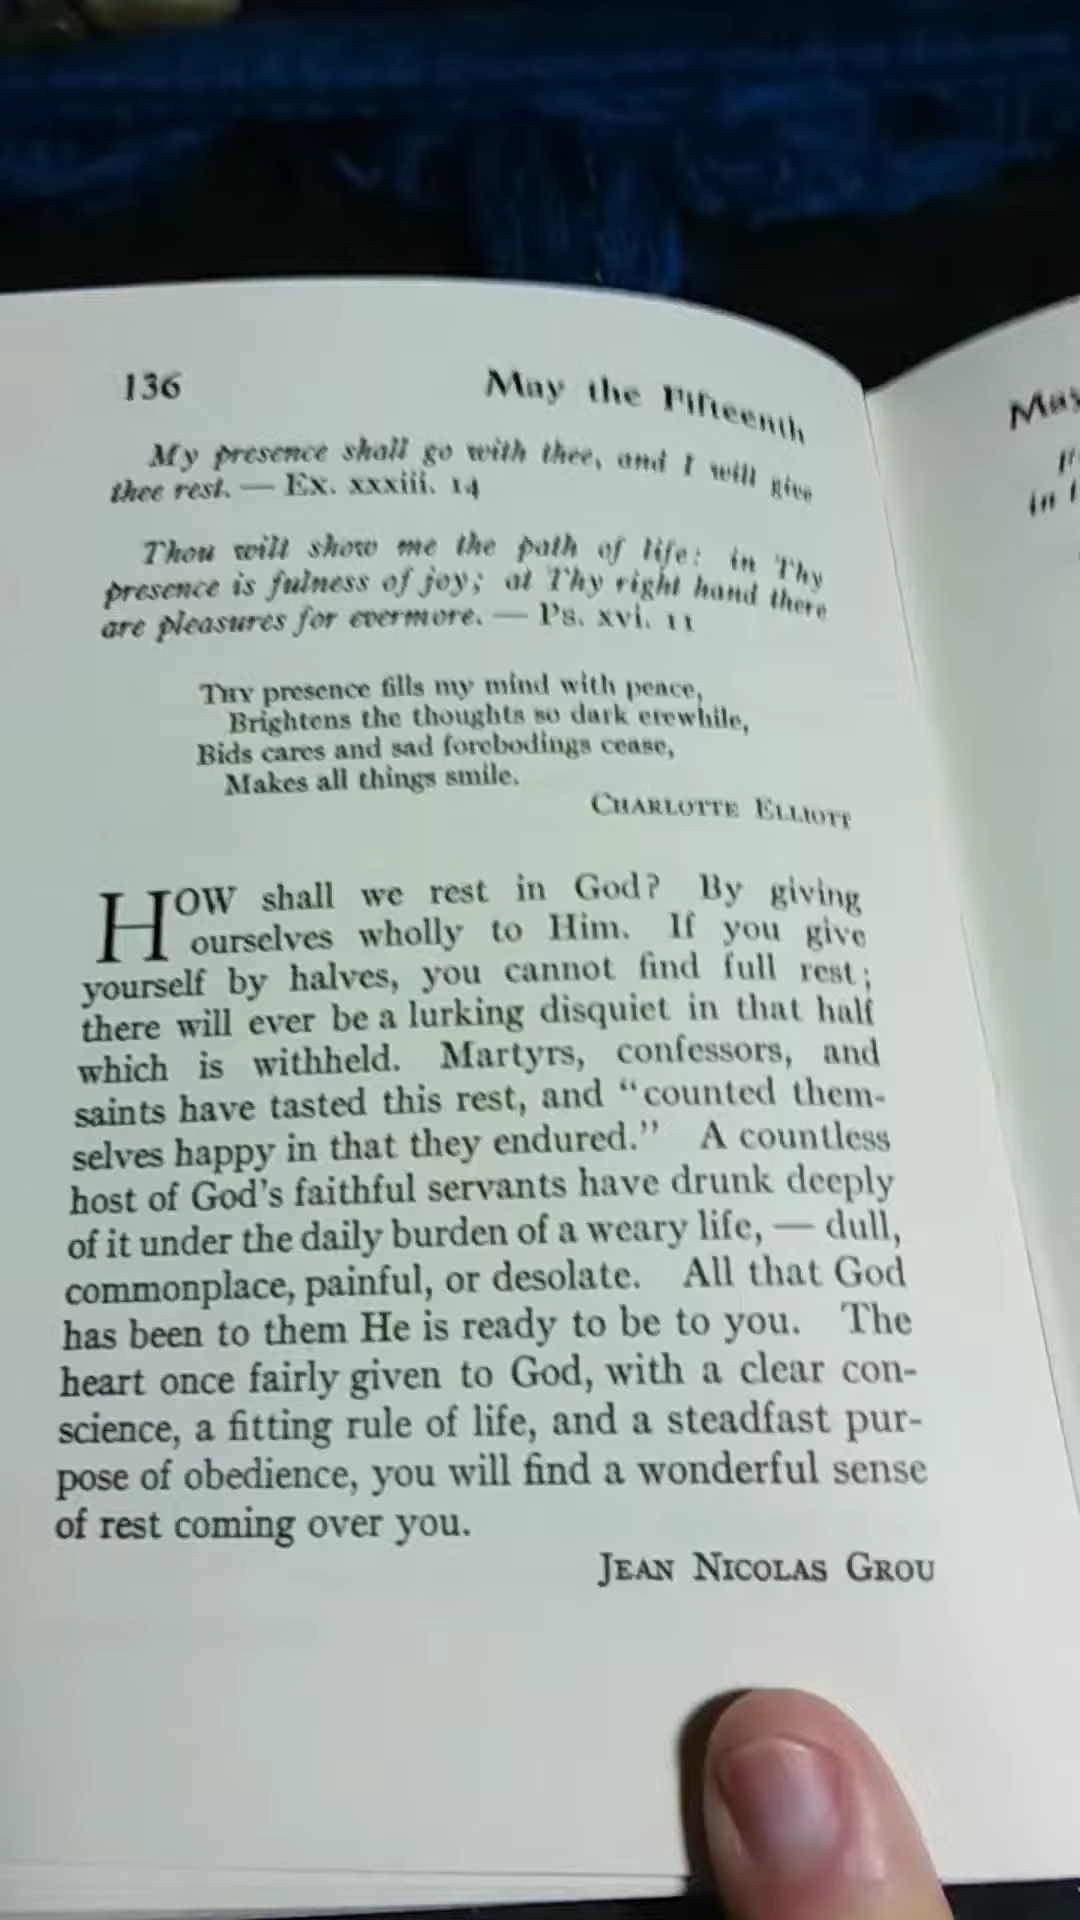 136 May the Fifteenth
My presence shall go with thee, and I will give
thee rest. — Ex. xxxiii. 14
Thou wilt show me the path of life: in Thy
presence is fulness of joy; at Thy right hand there
are pleasures for evermore. — Ps. xvi. 11
THY presence fills my mind with peace,
Brightens the thoughts so dark erewhile,
Bids cares and sad forebodings cease,
Makes all things smile.
CHARLOTTE ELLIOTT
HOW shall we rest in God? By giving
ourselves wholly to Him. If you give
yourself by halves, you cannot find full rest;
there will ever be a lurking disquiet in that half
which is withheld. Martyrs, confessors, and
saints have tasted this rest, and “counted them-
selves happy in that they endured.” A countless
host of God's faithful servants have drunk deeply
of it under the daily burden of a weary life, — dull,
commonplace, painful, or desolate. All that God
has been to them He is ready to be to you. The
heart once fairly given to God, with a clear con-
science, a fitting rule of life, and a steadfast pur-
pose of obedience, you will find a wonderful sense
of rest coming over you.
JEAN NICOLAS GROU
May
in